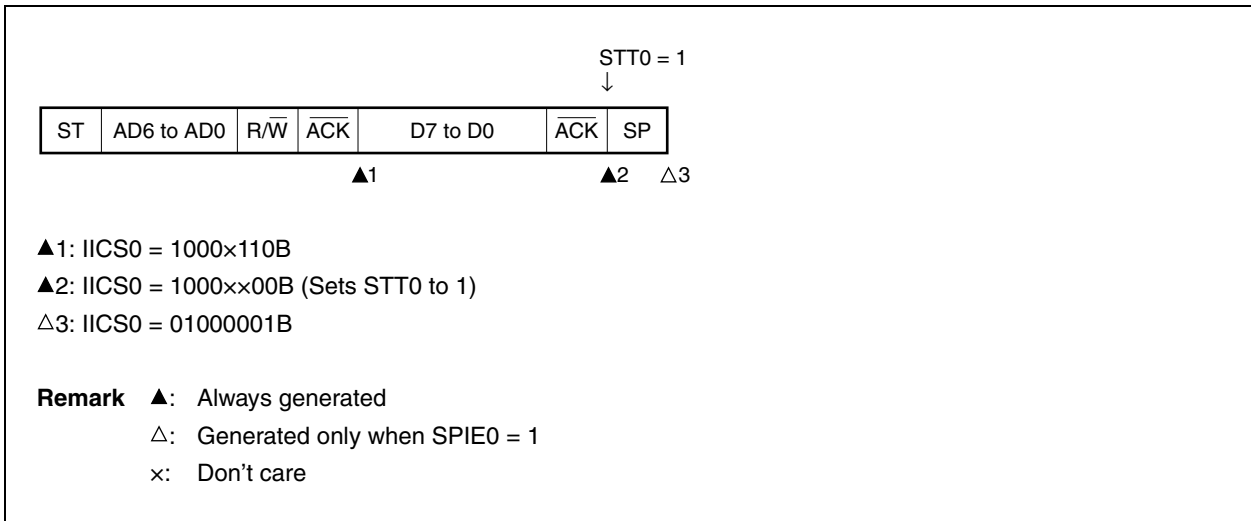 STT0 = 1
↓
ST AD6 to AD0 R/W̅ A̅C̅K̅ D7 to D0 A̅C̅K̅ SP
▲1 ▲2 △3
▲1: IICS0 = 1000×110B
▲2: IICS0 = 1000××00B (Sets STT0 to 1)
△3: IICS0 = 01000001B
Remark ▲: Always generated
△: Generated only when SPIE0 = 1
×: Don't care